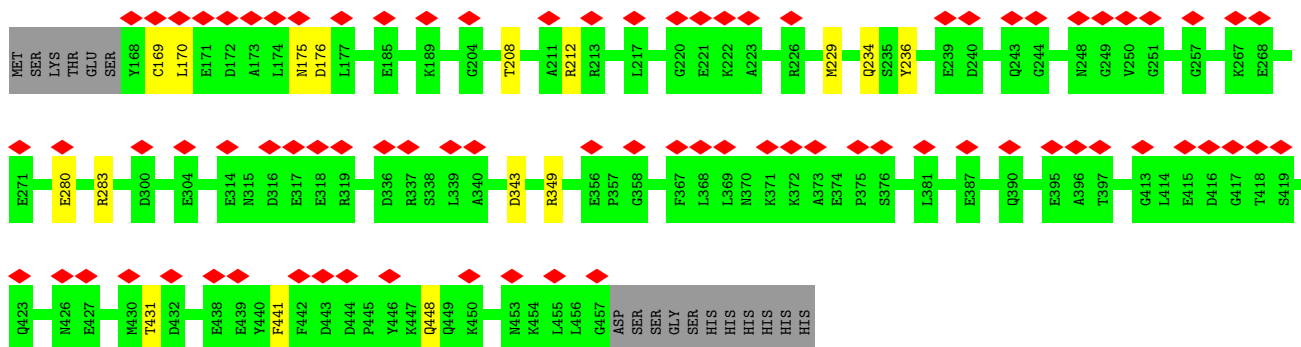 MET SER LYS THR GLU SER Y168 C169 L170 E171 D172 A173 L174 N175 D176 L177 E185 K189 G204 T208 A211 R212 R213 L217 G220 E221 K222 A223 R226 M229 Q234 S235 Y236 E239 D240 Q243 G244 N248 G249 V250 G251 G257 K267 E268
E271 E280 R283 D300 E304 E314 N315 D316 E317 E318 R319 D336 R337 S338 L339 A340 D343 R349 E356 P357 G358 F367 L368 L369 N370 K371 K372 A373 E374 P375 S376 L381 E387 Q390 E395 A396 T397 G413 L414 E415 D416 G417 T418 S419
Q423 N426 E427 M430 T431 D432 E438 E439 Y440 F441 F442 D443 D444 P445 Y446 K447 Q448 Q449 K450 N453 K454 L455 L456 G457 ASP SER SER GLY SER HIS HIS HIS HIS HIS HIS